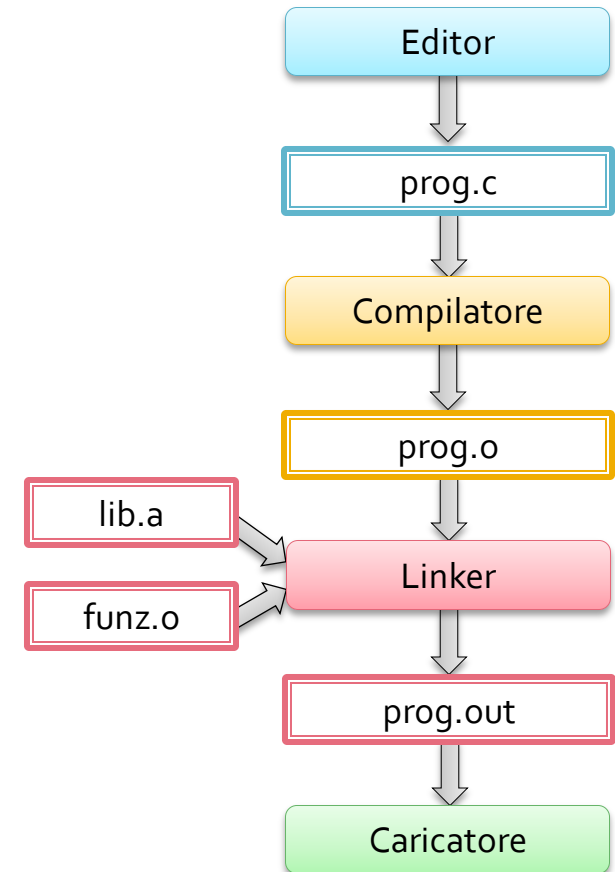 Editor
prog.c
Compilatore
prog.o
lib.a
Linker
funz.o
prog.out
Caricatore